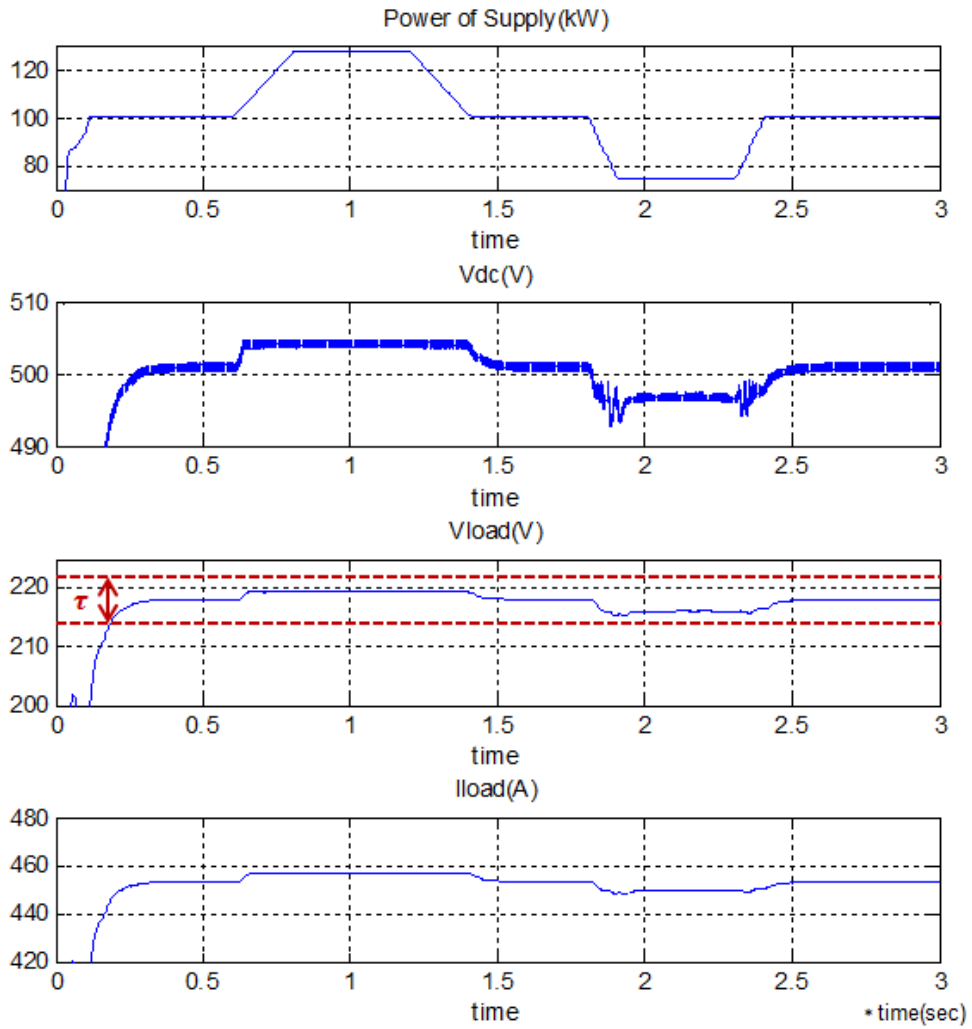 Power of Supply(kW)
120
100
80
0 0.5 1 1.5 2 2.5 3
time
Vdc(V)
510
500
490
0 0.5 1 1.5 2 2.5 3
time
Vload(V)
220
τ
210
200
0 0.5 1 1.5 2 2.5 3
time
Iload(A)
480
460
440
420
0 0.5 1 1.5 2 2.5 3
time
* time(sec)